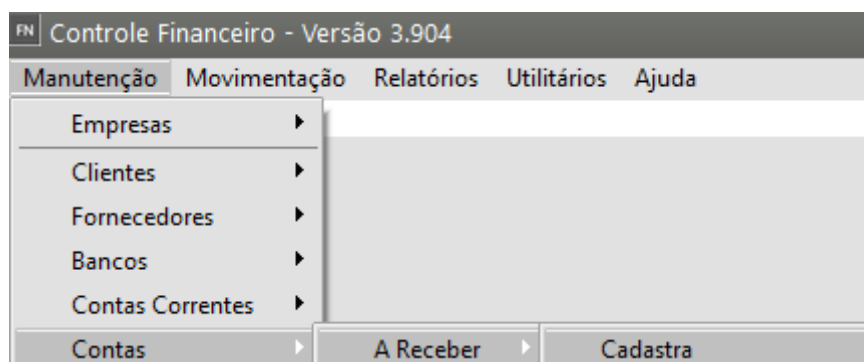 FN Controle Financeiro - Versão 3.904
Manutenção Movimentação Relatórios Utilitários Ajuda
Empresas
Clientes
Fornecedores
Bancos
Contas Correntes
Contas A Receber Cadastra